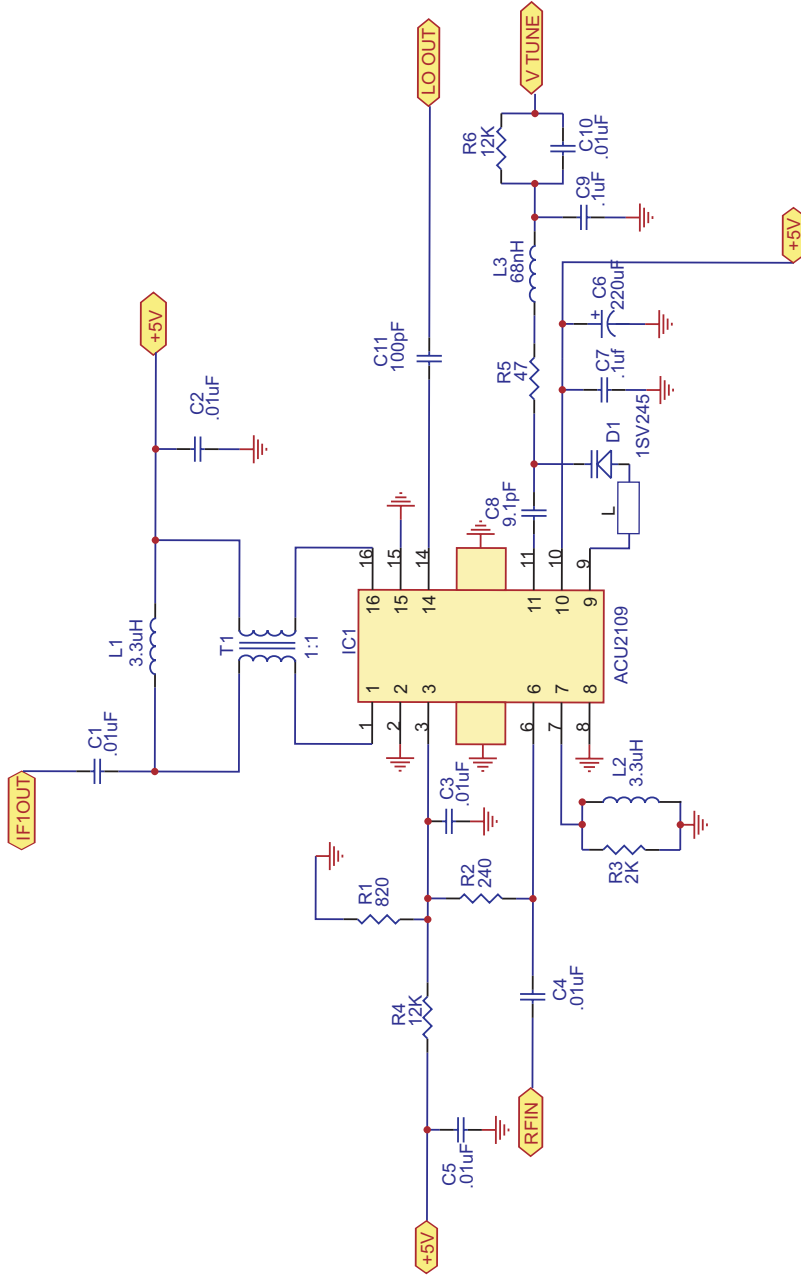 IF1OUT
C1
.01uF
L1
3.3uH
T1
1:1
C2
.01uF
+5V
LO OUT
C11
100pF
V TUNE
R6
12K
C10
.01uF
C9
.1uF
L3
68nH
R5
47
+5V
C6
220uF
+
C7
.1uf
D1
1SV245
L
C8
9.1pF
IC1
ACU2109
1
2
3
6
7
8
16
15
14
11
10
9
1
2
3
6
7
8
16
15
14
11
10
9
C3
.01uF
R1
820
R2
240
R4
12K
C4
.01uF
C5
.01uF
+5V
RFIN
R3
2K
L2
3.3uH